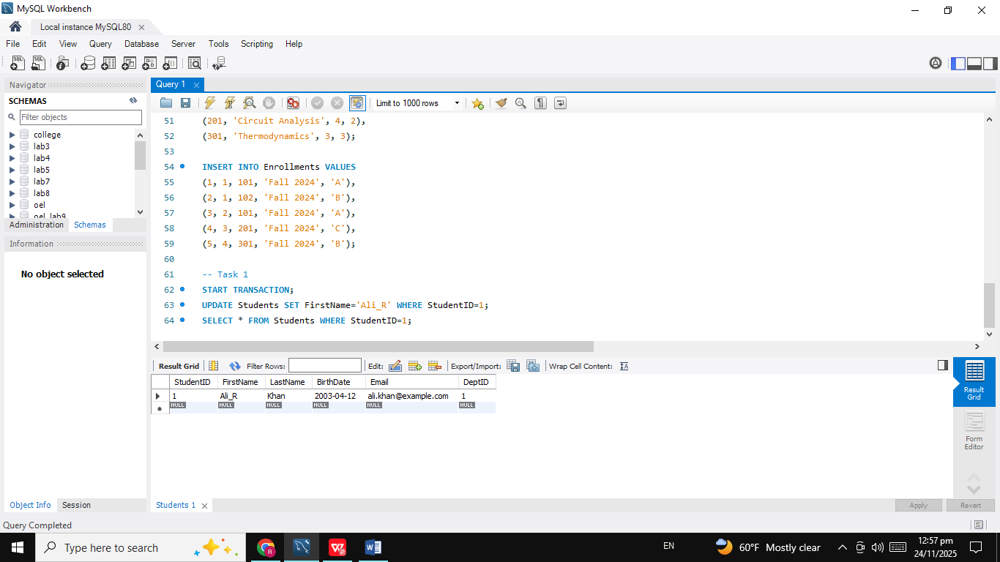 MySQL Workbench
Local instance MySQL80
File Edit View Query Database Server Tools Scripting Help
Navigator
SCHEMAS
Filter objects
college
lab3
lab4
lab5
lab7
lab8
oel
oel_lab9
Administration Schemas
Information
No object selected
Object Info Session
Query 1
Limit to 1000 rows
51 (201, 'Circuit Analysis', 4, 2),
52 (301, 'Thermodynamics', 3, 3);
53
54 INSERT INTO Enrollments VALUES
55 (1, 1, 101, 'Fall 2024', 'A'),
56 (2, 1, 102, 'Fall 2024', 'B'),
57 (3, 2, 101, 'Fall 2024', 'A'),
58 (4, 3, 201, 'Fall 2024', 'C'),
59 (5, 4, 301, 'Fall 2024', 'B');
60
61 -- Task 1
62 START TRANSACTION;
63 UPDATE Students SET FirstName='Ali_R' WHERE StudentID=1;
64 SELECT * FROM Students WHERE StudentID=1;
Result Grid Filter Rows: Edit: Export/Import: Wrap Cell Content:
StudentID FirstName LastName BirthDate Email DeptID
1 Ali_R Khan 2003-04-12 ali.khan@example.com 1
NULL NULL NULL NULL NULL NULL
Result
Grid
Form
Editor
Students 1
Apply Revert
Query Completed
Type here to search
EN
60°F Mostly clear
12:57 pm
24/11/2025